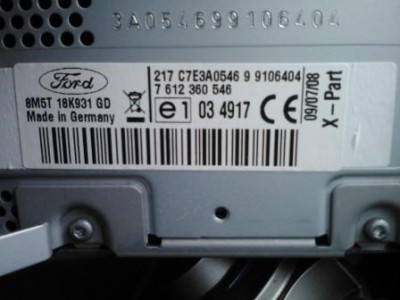 3A054699106404
Ford
217 C7E3A0546 9 9106404
7 612 360 546
8M5T 18K931 GD
Made in Germany
e1 03 4917 CE
09/07/08
X-Part